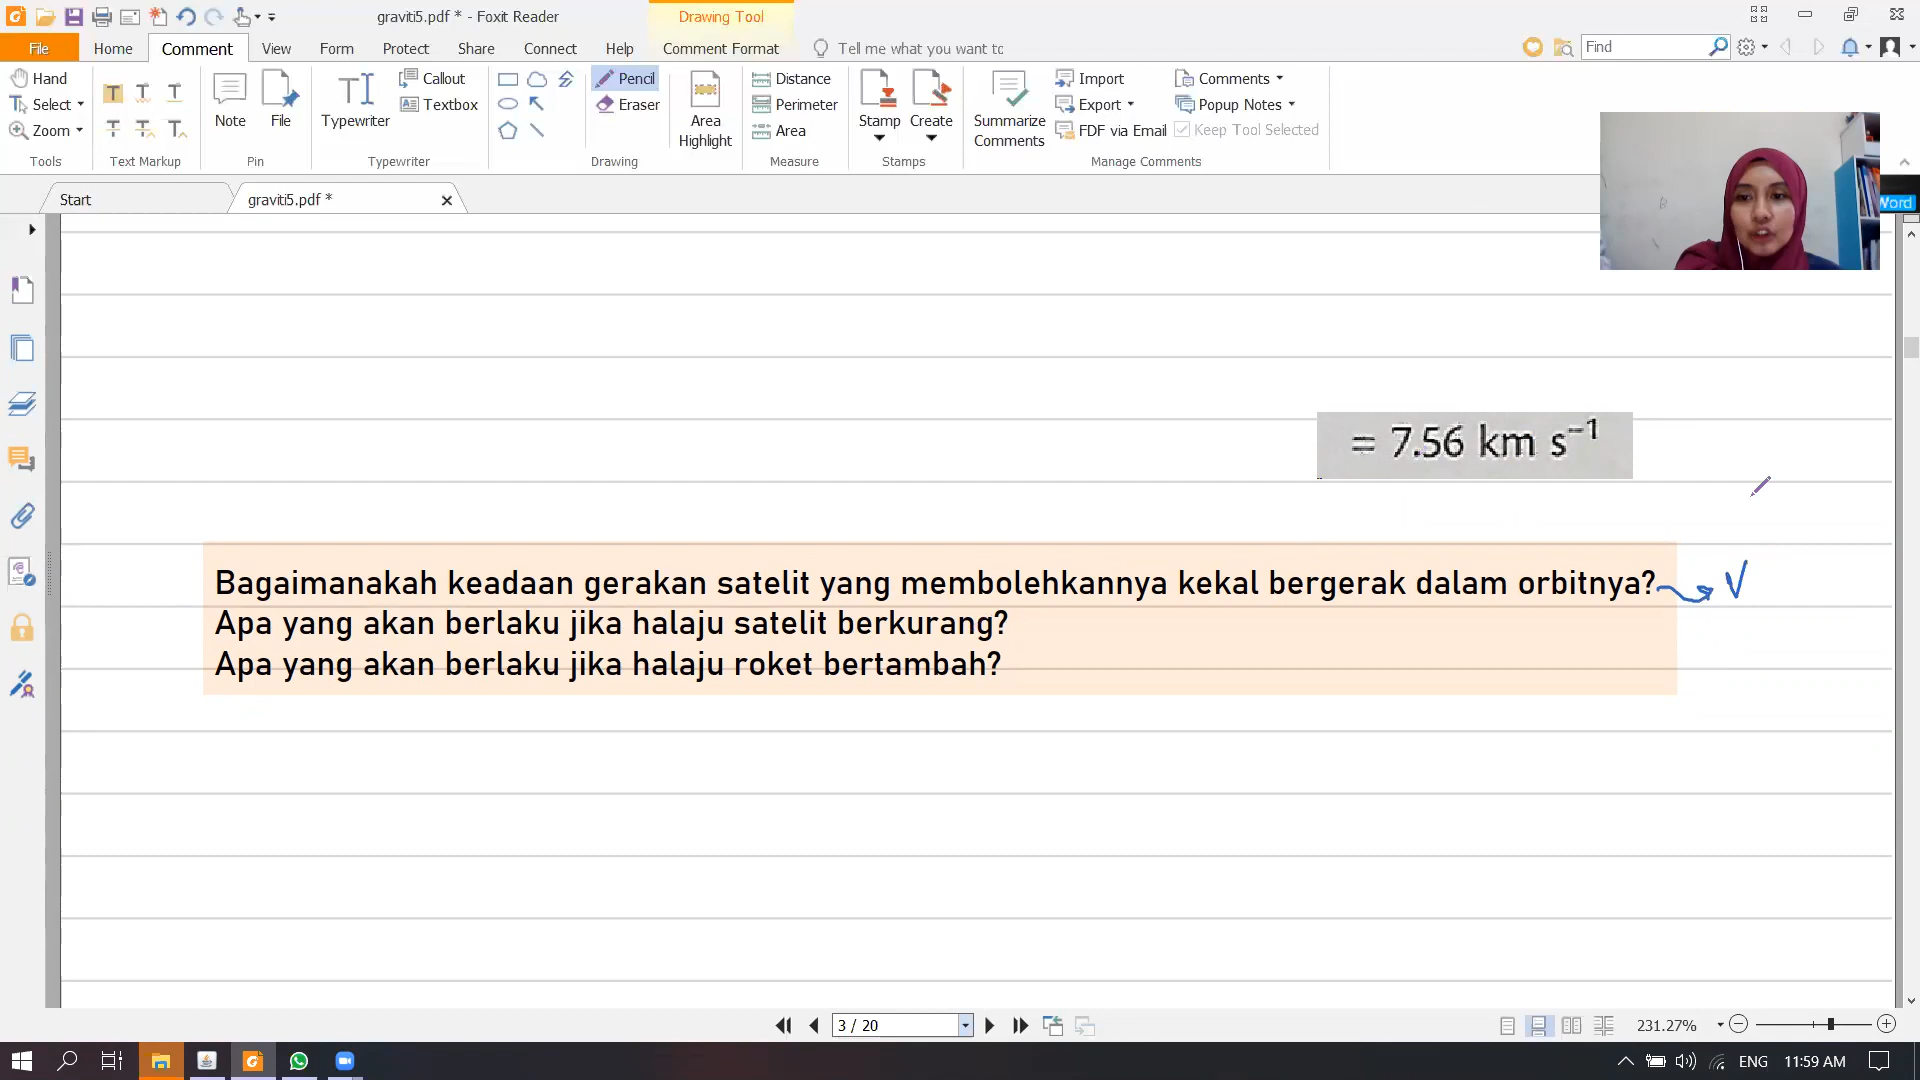 graviti5.pdf * - Foxit Reader
Drawing Tool
File Home Comment View Form Protect Share Connect Help Comment Format Tell me what you want to Find
Hand
Select
Zoom
Tools
Text Markup
Note
File
Pin
Typewriter
Callout
Textbox
Typewriter
Pencil
Eraser
Drawing
Area
Highlight
Distance
Perimeter
Area
Measure
Stamp
Create
Stamps
Summarize
Comments
Import
Export
FDF via Email
Comments
Popup Notes
Keep Tool Selected
Manage Comments
Word
Start
graviti5.pdf *
= 7.56 km s⁻¹
Bagaimanakah keadaan gerakan satelit yang membolehkannya kekal bergerak dalam orbitnya? V
Apa yang akan berlaku jika halaju satelit berkurang?
Apa yang akan berlaku jika halaju roket bertambah?
3 / 20
231.27%
ENG 11:59 AM